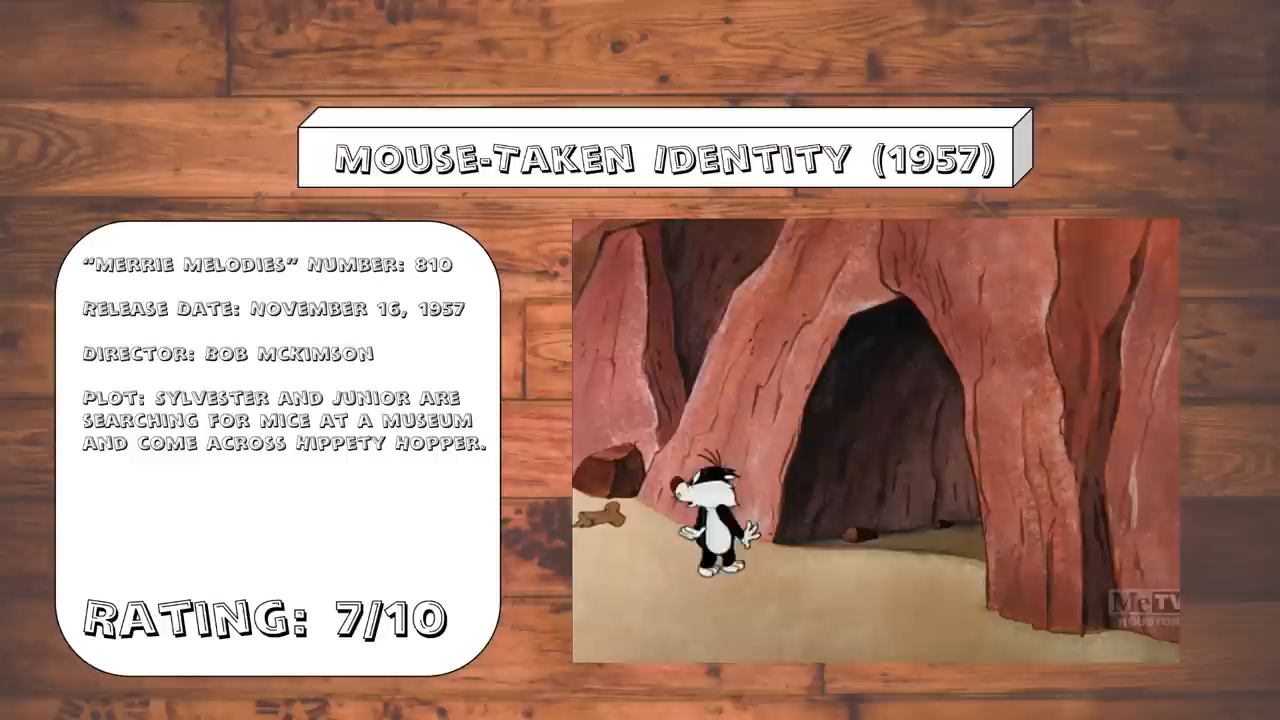 MOUSE-TAKEN IDENTITY (1957)
"MERRIE MELODIES" NUMBER: 810
RELEASE DATE: NOVEMBER 16, 1957
DIRECTOR: BOB MCKIMSON
PLOT: SYLVESTER AND JUNIOR ARE
SEARCHING FOR MICE AT A MUSEUM
AND COME ACROSS HIPPETY HOPPER.
RATING: 7/10
MeTV
HOUSTON